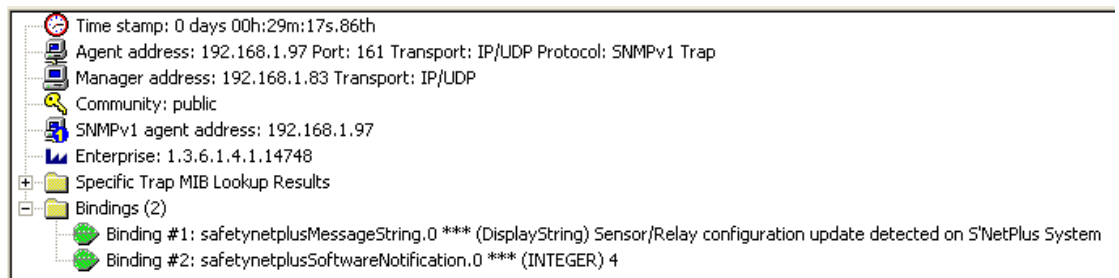 Time stamp: 0 days 00h:29m:17s.86th
Agent address: 192.168.1.97 Port: 161 Transport: IP/UDP Protocol: SNMPv1 Trap
Manager address: 192.168.1.83 Transport: IP/UDP
Community: public
SNMPv1 agent address: 192.168.1.97
Enterprise: 1.3.6.1.4.1.14748
Specific Trap MIB Lookup Results
Bindings (2)
Binding #1: safetynetplusMessageString.0 *** (DisplayString) Sensor/Relay configuration update detected on S'NetPlus System
Binding #2: safetynetplusSoftwareNotification.0 *** (INTEGER) 4